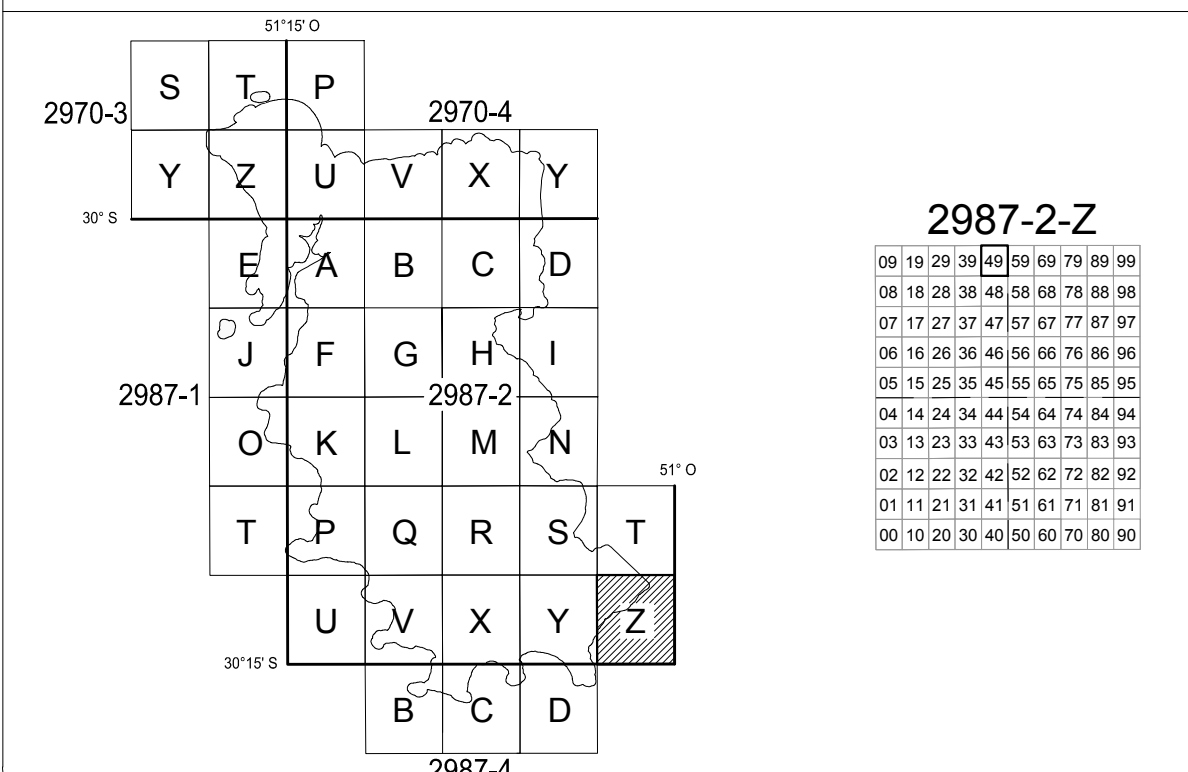 51°15' O
S T P
2970-3 2970-4
Y Z U V X Y
30° S
E A B C D
J F G H I
2987-1 2987-2
O K L M N
51° O
T P Q R S T
U V X Y Z
30°15' S
B C D
2987-4
2987-2-Z
09 19 29 39 49 59 69 79 89 99
08 18 28 38 48 58 68 78 88 98
07 17 27 37 47 57 67 77 87 97
06 16 26 36 46 56 66 76 86 96
05 15 25 35 45 55 65 75 85 95
04 14 24 34 44 54 64 74 84 94
03 13 23 33 43 53 63 73 83 93
02 12 22 32 42 52 62 72 82 92
01 11 21 31 41 51 61 71 81 91
00 10 20 30 40 50 60 70 80 90